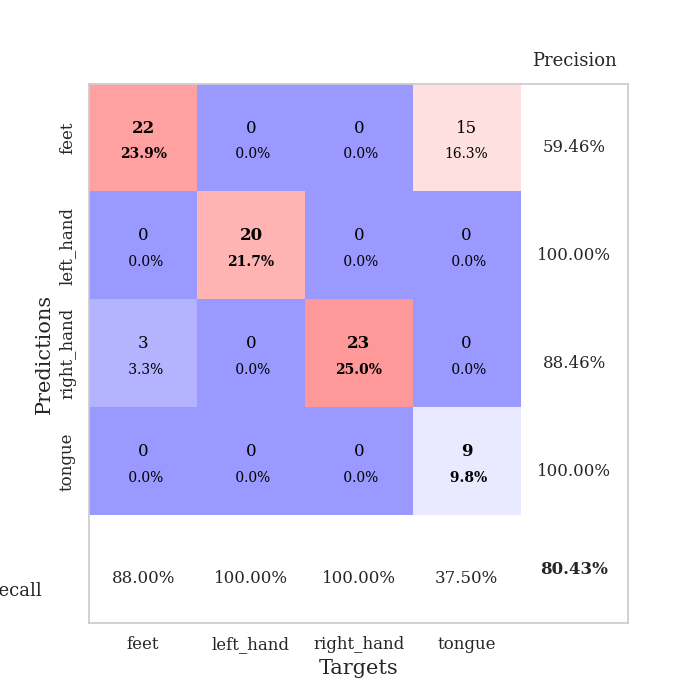 Precision
feet
22 0 0 15
23.9% 0.0% 0.0% 16.3%
59.46%
left_hand
0 20 0 0
0.0% 21.7% 0.0% 0.0%
100.00%
Predictions
right_hand
3 0 23 0
3.3% 0.0% 25.0% 0.0%
88.46%
tongue
0 0 0 9
0.0% 0.0% 0.0% 9.8%
100.00%
ecall
88.00% 100.00% 100.00% 37.50% 80.43%
feet left_hand right_hand tongue
Targets